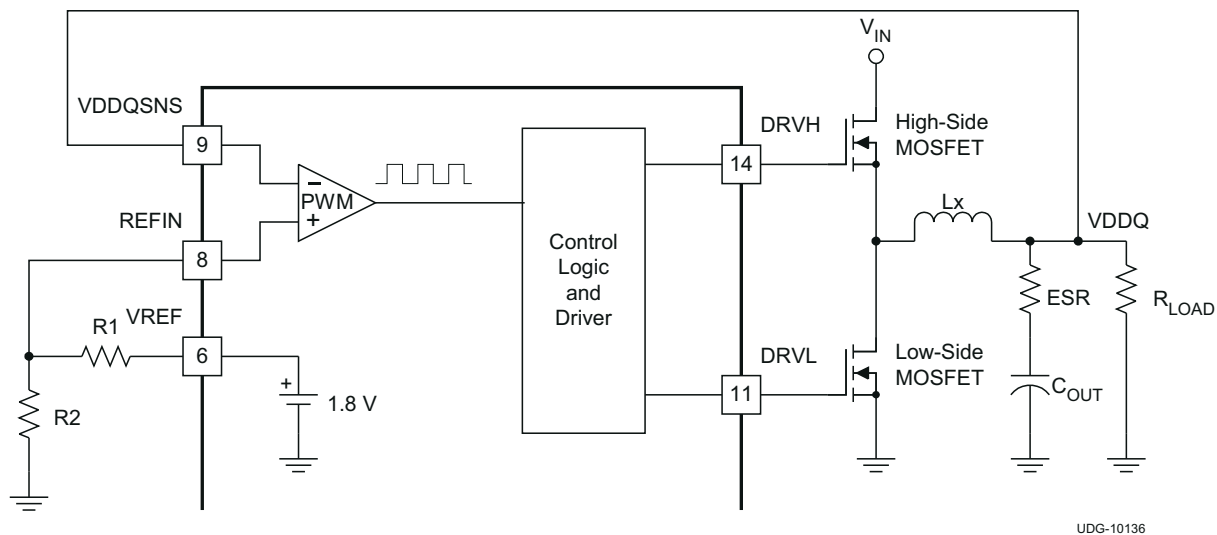 V_IN
VDDQSNS
9
DRVH
14
High-Side
MOSFET
−
PWM
+
REFIN
8
Lx
VDDQ
Control
Logic
and
Driver
ESR
R_LOAD
VREF
R1
6
DRVL
11
Low-Side
MOSFET
+
1.8 V
C_OUT
R2
UDG-10136